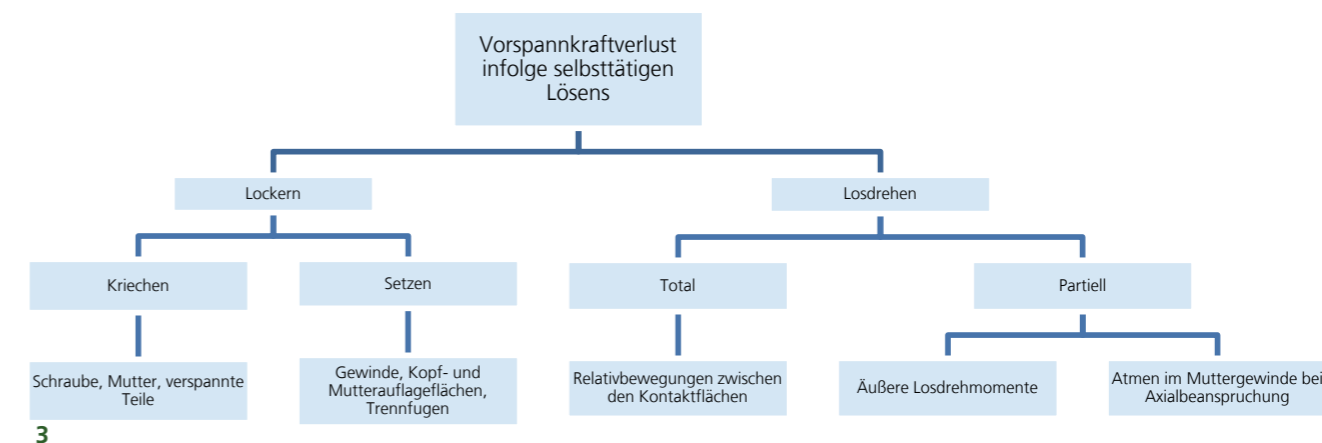 Vorspannkraftverlust
infolge selbsttätigen
Lösens
Lockern
Losdrehen
Kriechen
Setzen
Total
Partiell
Schraube, Mutter, verspannte
Teile
Gewinde, Kopf- und
Mutterauflageflächen,
Trennfugen
Relativbewegungen zwischen
den Kontaktflächen
Äußere Losdrehmomente
Atmen im Muttergewinde bei
Axialbeanspruchung
3